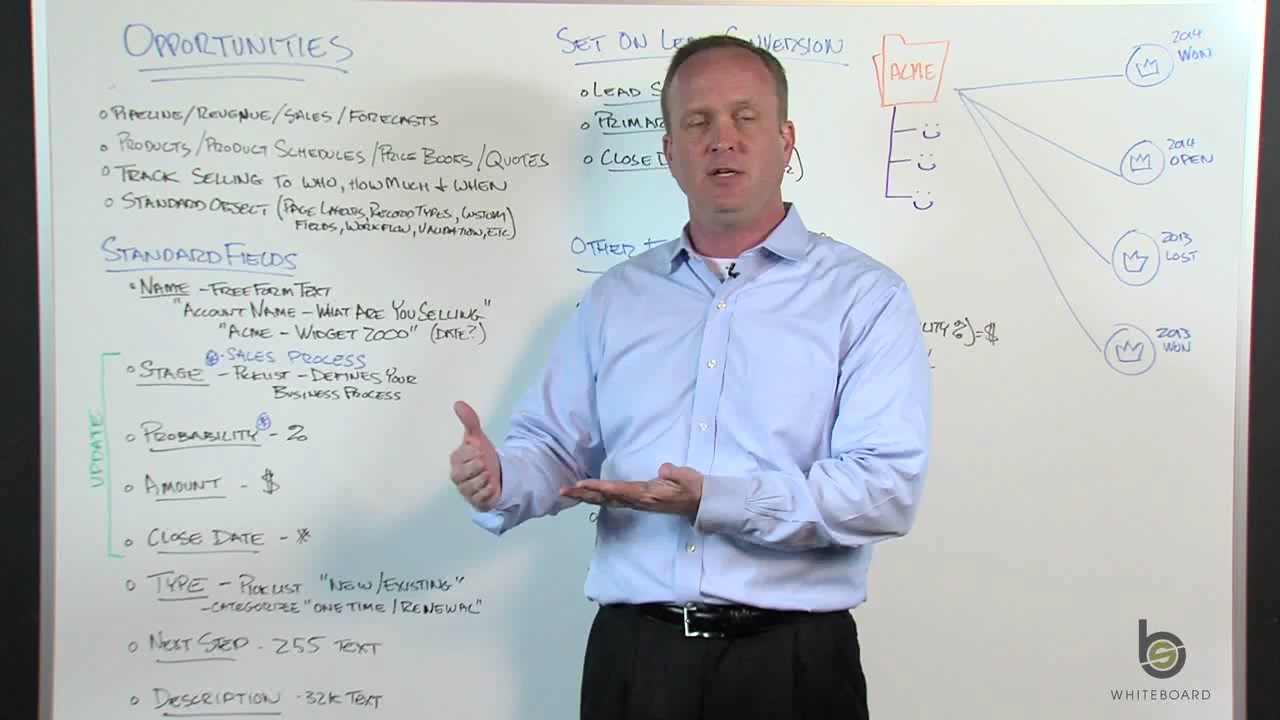 OPPORTUNITIES
PIPELINE/REVENUE/SALES/FORECASTS
PRODUCTS/PRODUCT SCHEDULES/PRICE BOOKS/QUOTES
TRACK SELLING TO WHO, HOW MUCH + WHEN
STANDARD OBJECT (PAGE LAYOUTS, RECORD TYPES, CUSTOM
FIELDS, WORKFLOW, VALIDATION, ETC)
STANDARD FIELDS
NAME - FREE FORM TEXT
"ACCOUNT NAME - WHAT ARE YOU SELLING"
"ACME - WIDGET 2000" (DATE?)
* - SALES PROCESS
STAGE - PICKLIST - DEFINES YOUR
BUSINESS PROCESS
UPDATE
PROBABILITY * - %
AMOUNT - $
CLOSE DATE - *
TYPE - PICKLIST "NEW/EXISTING"
- CATEGORIZE "ONE TIME/RENEWAL"
NEXT STEP - 255 TEXT
DESCRIPTION - 32K TEXT
SET ON LEAD CONVERSION
LEAD S
PRIMAR
CLOSE D
OTHER
%) = $
ACME
2014
WON
2014
OPEN
2013
LOST
2013
WON
bs
WHITEBOARD